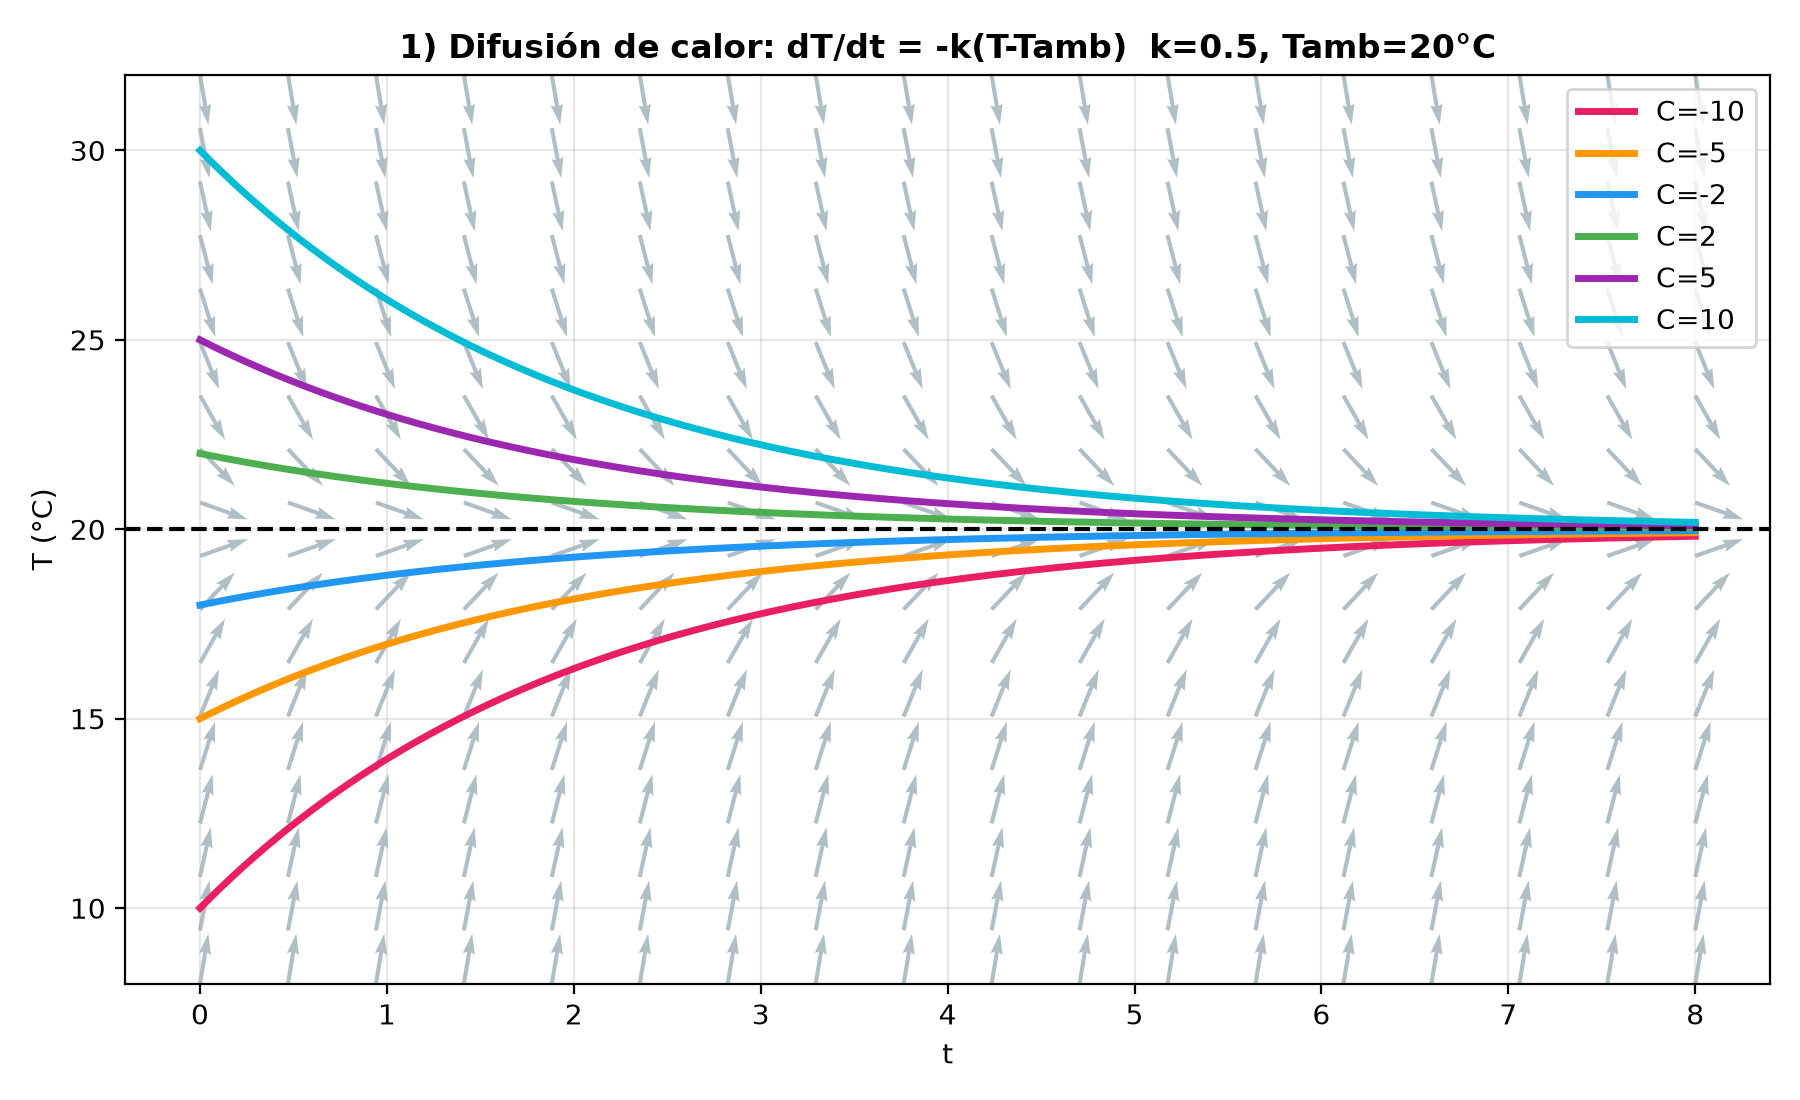 1) Difusión de calor: dT/dt = -k(T-Tamb)  k=0.5, Tamb=20°C
C=-10
C=-5
C=-2
C=2
C=5
C=10
30
25
20
15
10
T (°C)
0 1 2 3 4 5 6 7 8
t